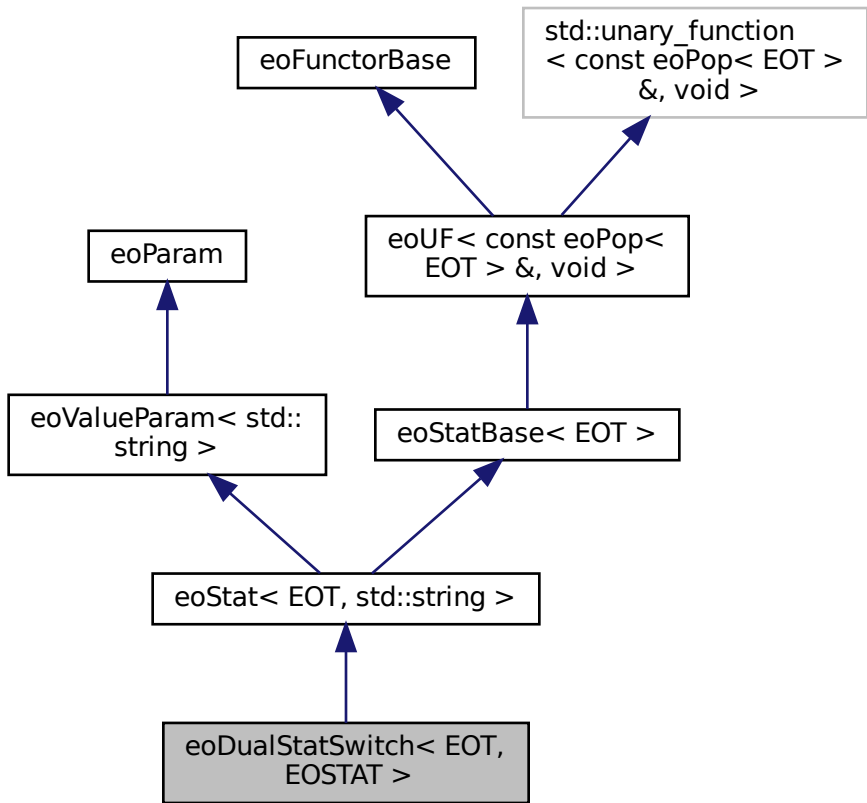 std::unary_function
< const eoPop< EOT >
&, void >
eoFunctorBase
eoUF< const eoPop<
EOT > &, void >
eoParam
eoValueParam< std::
string >
eoStatBase< EOT >
eoStat< EOT, std::string >
eoDualStatSwitch< EOT,
EOSTAT >